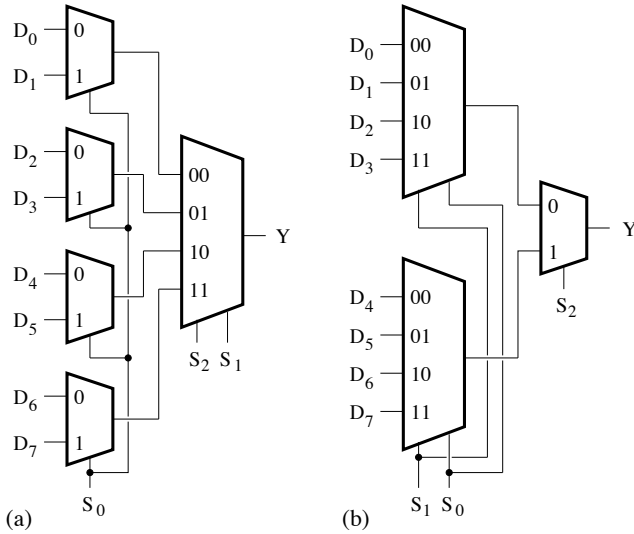 D0 0
D1 1
D2 0
D3 1
D4 0
D5 1
D6 0
D7 1
00
01
10
11
Y
S2 S1
S0
(a)
D0 00
D1 01
D2 10
D3 11
D4 00
D5 01
D6 10
D7 11
0
1
Y
S2
S1 S0
(b)